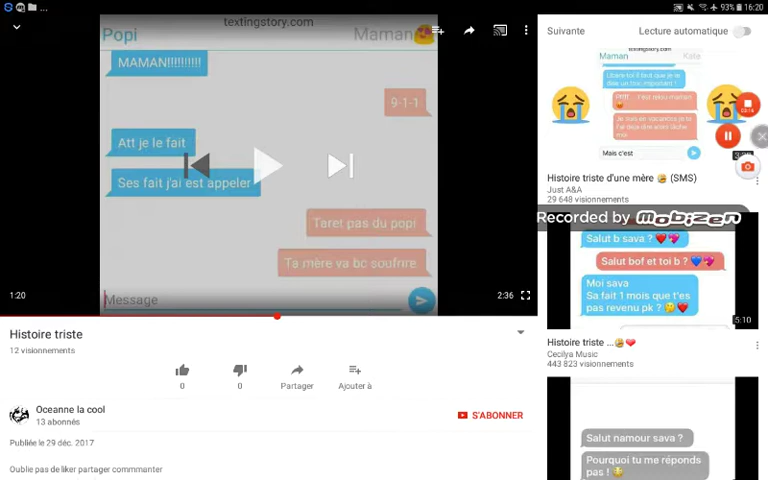 93% 16:20
textingstory.com
Popi
Maman
MAMAN!!!!!!!!!!
9-1-1
Att je le fait
Ses fait j'ai est appeler
Taret pas du popi
Ta mère va bc soufrire
Message
1:20
2:36
Histoire triste
12 visionnements
0
0
Partager
Ajouter à
Oceanne la cool
13 abonnés
S'ABONNER
Publiée le 29 déc. 2017
Oublie pas de liker partager commmanter
Suivante
Lecture automatique
textingstory.com
Maman
Kate
Mais c'est
Histoire triste d'une mère (SMS)
Just A&A
29 648 visionnements
Recorded by MOBIZEN
Salut b sava ?
Salut bof et toi b ?
Moi sava
Sa fait 1 mois que t'es
pas revenu pk ?
5:10
Histoire triste ...
Cecilya Music
443 823 visionnements
Salut namour sava ?
Pourquoi tu me réponds
pas !